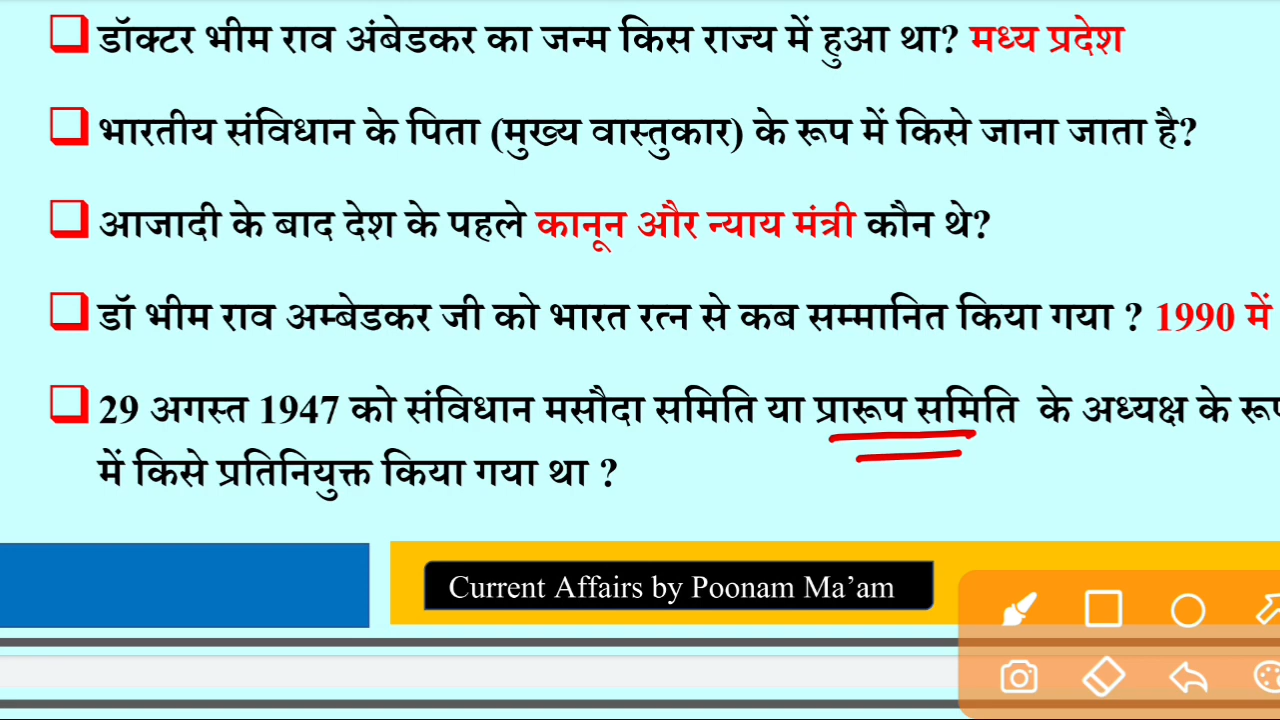 डॉक्टर भीम राव अंबेडकर का जन्म किस राज्य में हुआ था? मध्य प्रदेश
भारतीय संविधान के पिता (मुख्य वास्तुकार) के रूप में किसे जाना जाता है?
आजादी के बाद देश के पहले कानून और न्याय मंत्री कौन थे?
डॉ भीम राव अम्बेडकर जी को भारत रत्न से कब सम्मानित किया गया ? 1990 में
29 अगस्त 1947 को संविधान मसौदा समिति या प्रारूप समिति के अध्यक्ष के
में किसे प्रतिनियुक्त किया गया था ?
Current Affairs by Poonam Ma’am